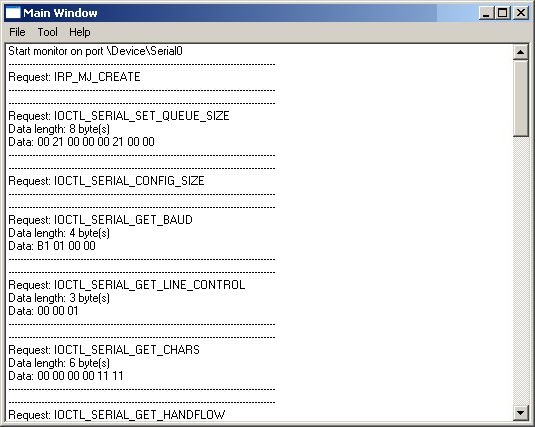 Main Window
File Tool Help
Start monitor on port \Device\Serial0
--------------------------------------------------------------------------------
Request: IRP_MJ_CREATE
--------------------------------------------------------------------------------
--------------------------------------------------------------------------------
Request: IOCTL_SERIAL_SET_QUEUE_SIZE
Data length: 8 byte(s)
Data: 00 21 00 00 00 21 00 00
--------------------------------------------------------------------------------
--------------------------------------------------------------------------------
Request: IOCTL_SERIAL_CONFIG_SIZE
--------------------------------------------------------------------------------
--------------------------------------------------------------------------------
Request: IOCTL_SERIAL_GET_BAUD
Data length: 4 byte(s)
Data: B1 01 00 00
--------------------------------------------------------------------------------
--------------------------------------------------------------------------------
Request: IOCTL_SERIAL_GET_LINE_CONTROL
Data length: 3 byte(s)
Data: 00 00 01
--------------------------------------------------------------------------------
--------------------------------------------------------------------------------
Request: IOCTL_SERIAL_GET_CHARS
Data length: 6 byte(s)
Data: 00 00 00 00 11 11
--------------------------------------------------------------------------------
--------------------------------------------------------------------------------
Request: IOCTL_SERIAL_GET_HANDFLOW